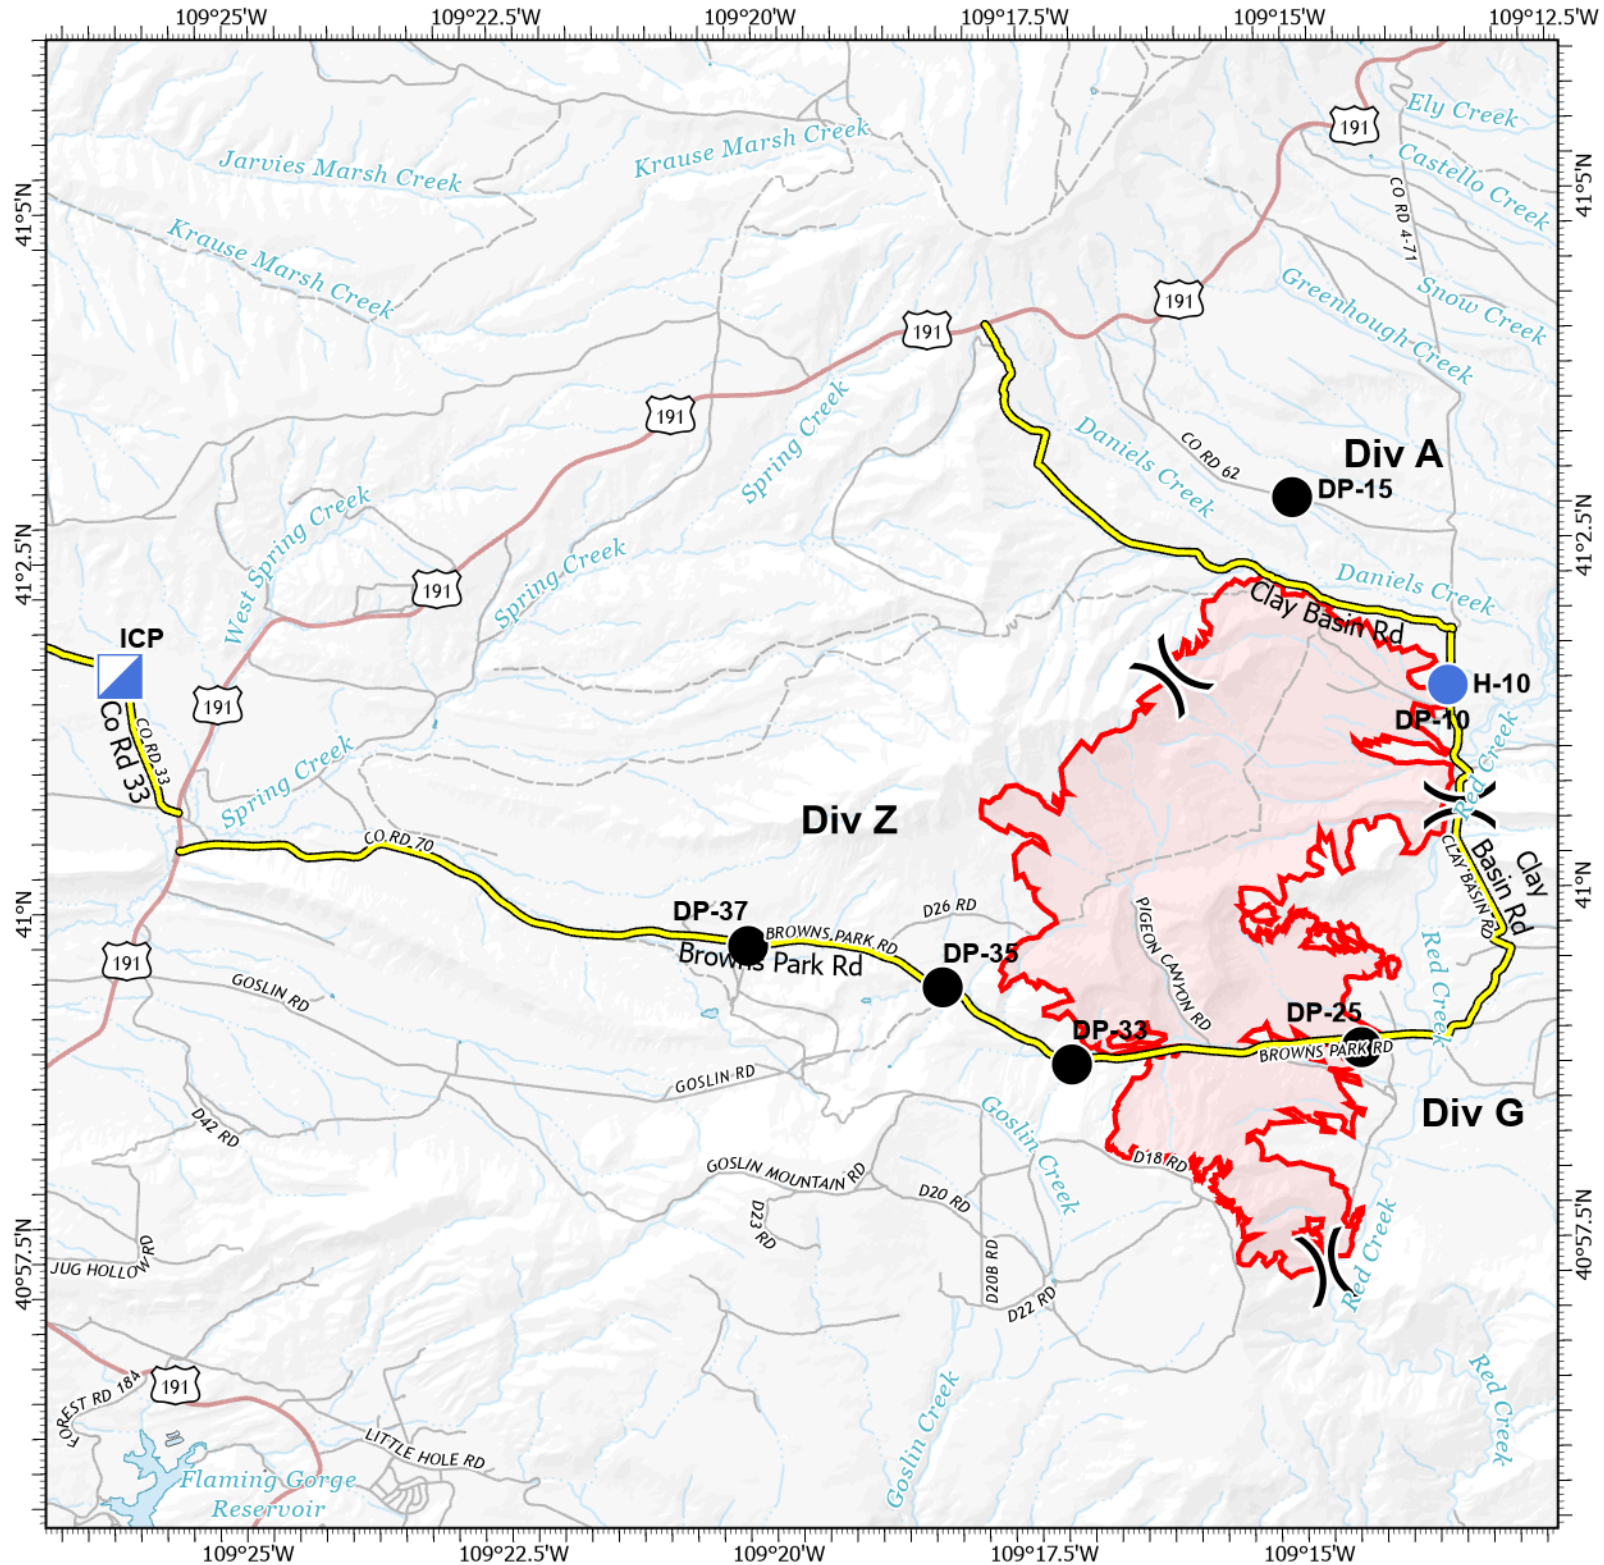 109°25'W
109°22.5'W
109°20'W
109°17.5'W
109°15'W
109°12.5'W
Ely Creek
191
Krause Marsh Creek
Jarvies Marsh Creek
Castello Creek
41°5'N
41°5'N
CO RD 4-71
Krause Marsh Creek
Greenhough Creek
Snow Creek
191
191
191
Spring Creek
Daniels Creek
CO RD 62
Div A
DP-15
West Spring Creek
Spring Creek
41°2.5'N
41°2.5'N
191
Daniels Creek
Clay Basin Rd
ICP
H-10
191
DP-10
Co Rd 33
CO RD 33
Red Creek
Spring Creek
Div Z
CO RD 70
CLAY BASIN RD
Clay
Basin Rd
41°N
41°N
DP-37
D26 RD
PIGEON CANYON RD
BROWNS PARK RD
Browns Park Rd
DP-35
191
Red Creek
GOSLIN RD
DP-25
DP-33
BROWNS PARK RD
GOSLIN RD
Goslin Creek
Div G
D42 RD
GOSLIN MOUNTAIN RD
D18 RD
D20 RD
D23 RD
40°57.5'N
40°57.5'N
JUG HOLLOW RD
D20B RD
D22 RD
Red Creek
191
FOREST RD 184
Goslin Creek
Red Creek
LITTLE HOLE RD
Flaming Gorge
Reservoir
109°25'W
109°22.5'W
109°20'W
109°17.5'W
109°15'W